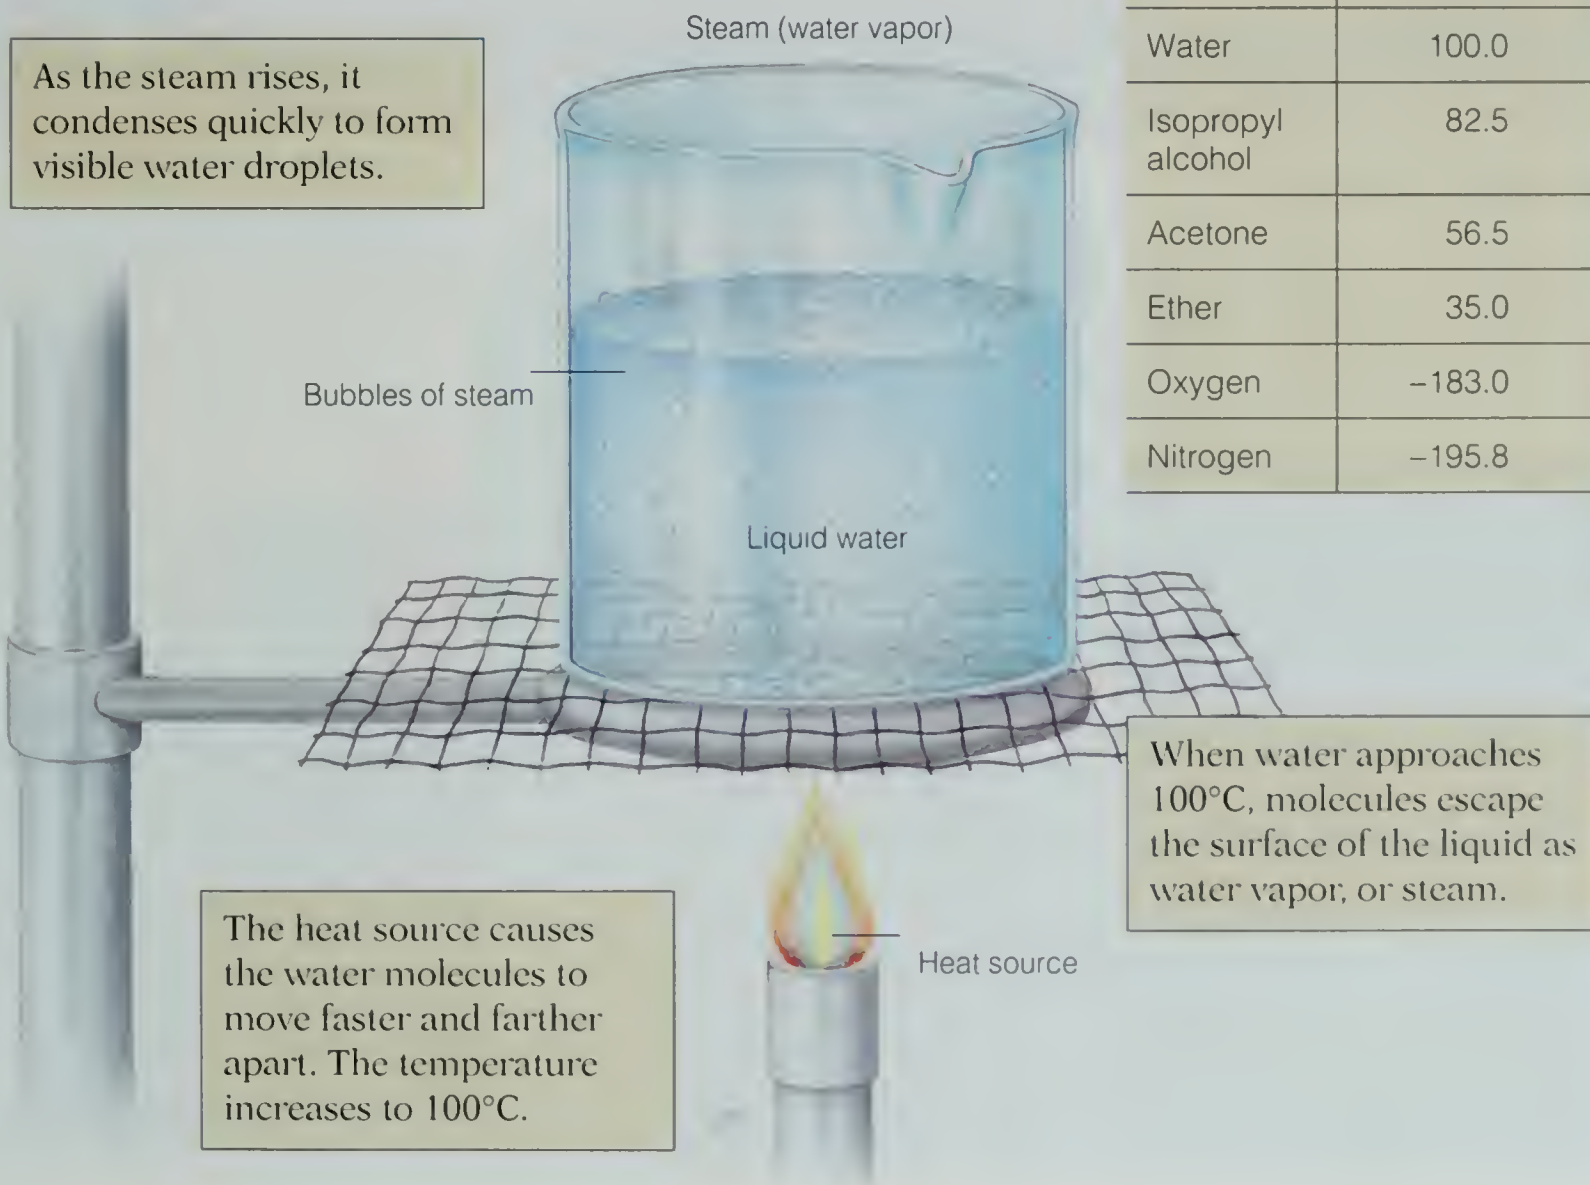 Steam (water vapor)
As the steam rises, it
condenses quickly to form
visible water droplets.
Water 100.0
Isopropyl 82.5
alcohol
Acetone 56.5
Ether 35.0
Oxygen −183.0
Nitrogen −195.8
Bubbles of steam
Liquid water
When water approaches
100°C, molecules escape
the surface of the liquid as
water vapor, or steam.
The heat source causes
the water molecules to
move faster and farther
apart. The temperature
increases to 100°C.
Heat source